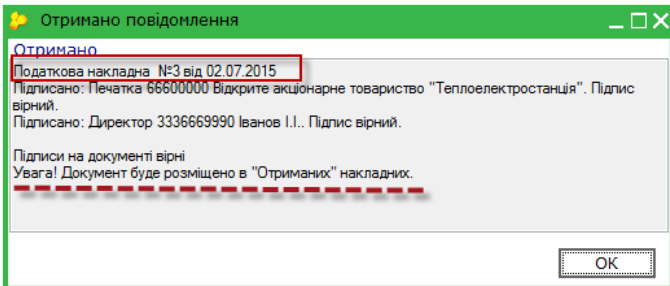 Отримано повідомлення
Отримано
Податкова накладна №3 від 02.07.2015
Підписано: Печатка 66600000 Відкрите акціонарне товариство "Теплоелектростанція". Підпис
вірний.
Підписано: Директор 3336669990 Іванов І.І.. Підпис вірний.
Підписи на документі вірні
Увага! Документ буде розміщено в "Отриманих" накладних.
ОК